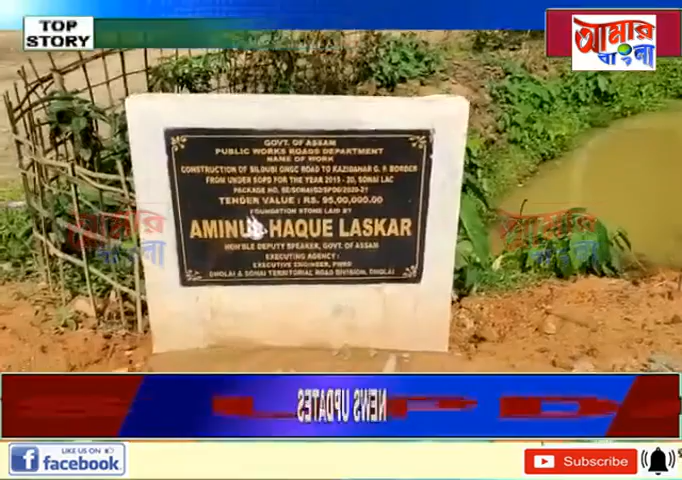 TOP
STORY
আমার
বাংলা
GOVT. OF ASSAM
PUBLIC WORKS ROADS DEPARTMENT
NAME OF WORK
CONSTRUCTION OF SILDUBI ONGC ROAD TO KAZIDAHAR G. P. BORDER
FROM UNDER SOPD FOR THE YEAR 2019 - 20, SONAI LAC
PACKAGE NO. SE/SONAI/G2/SPDG/2020-21
TENDER VALUE : RS. 95,00,000.00
FOUNDATION STONE LAID BY
AMINUL HAQUE LASKAR
HON'BLE DEPUTY SPEAKER, GOVT. OF ASSAM
EXECUTING AGENCY :
EXECUTIVE ENGINEER, PWRD
DHOLAI & SONAI TERRITORIAL ROAD DIVISION, DHOLAI
আমার
বাংলা
আমার
বাংলা
NEWS UPDATES
LIKE US ON
facebook
Subscribe